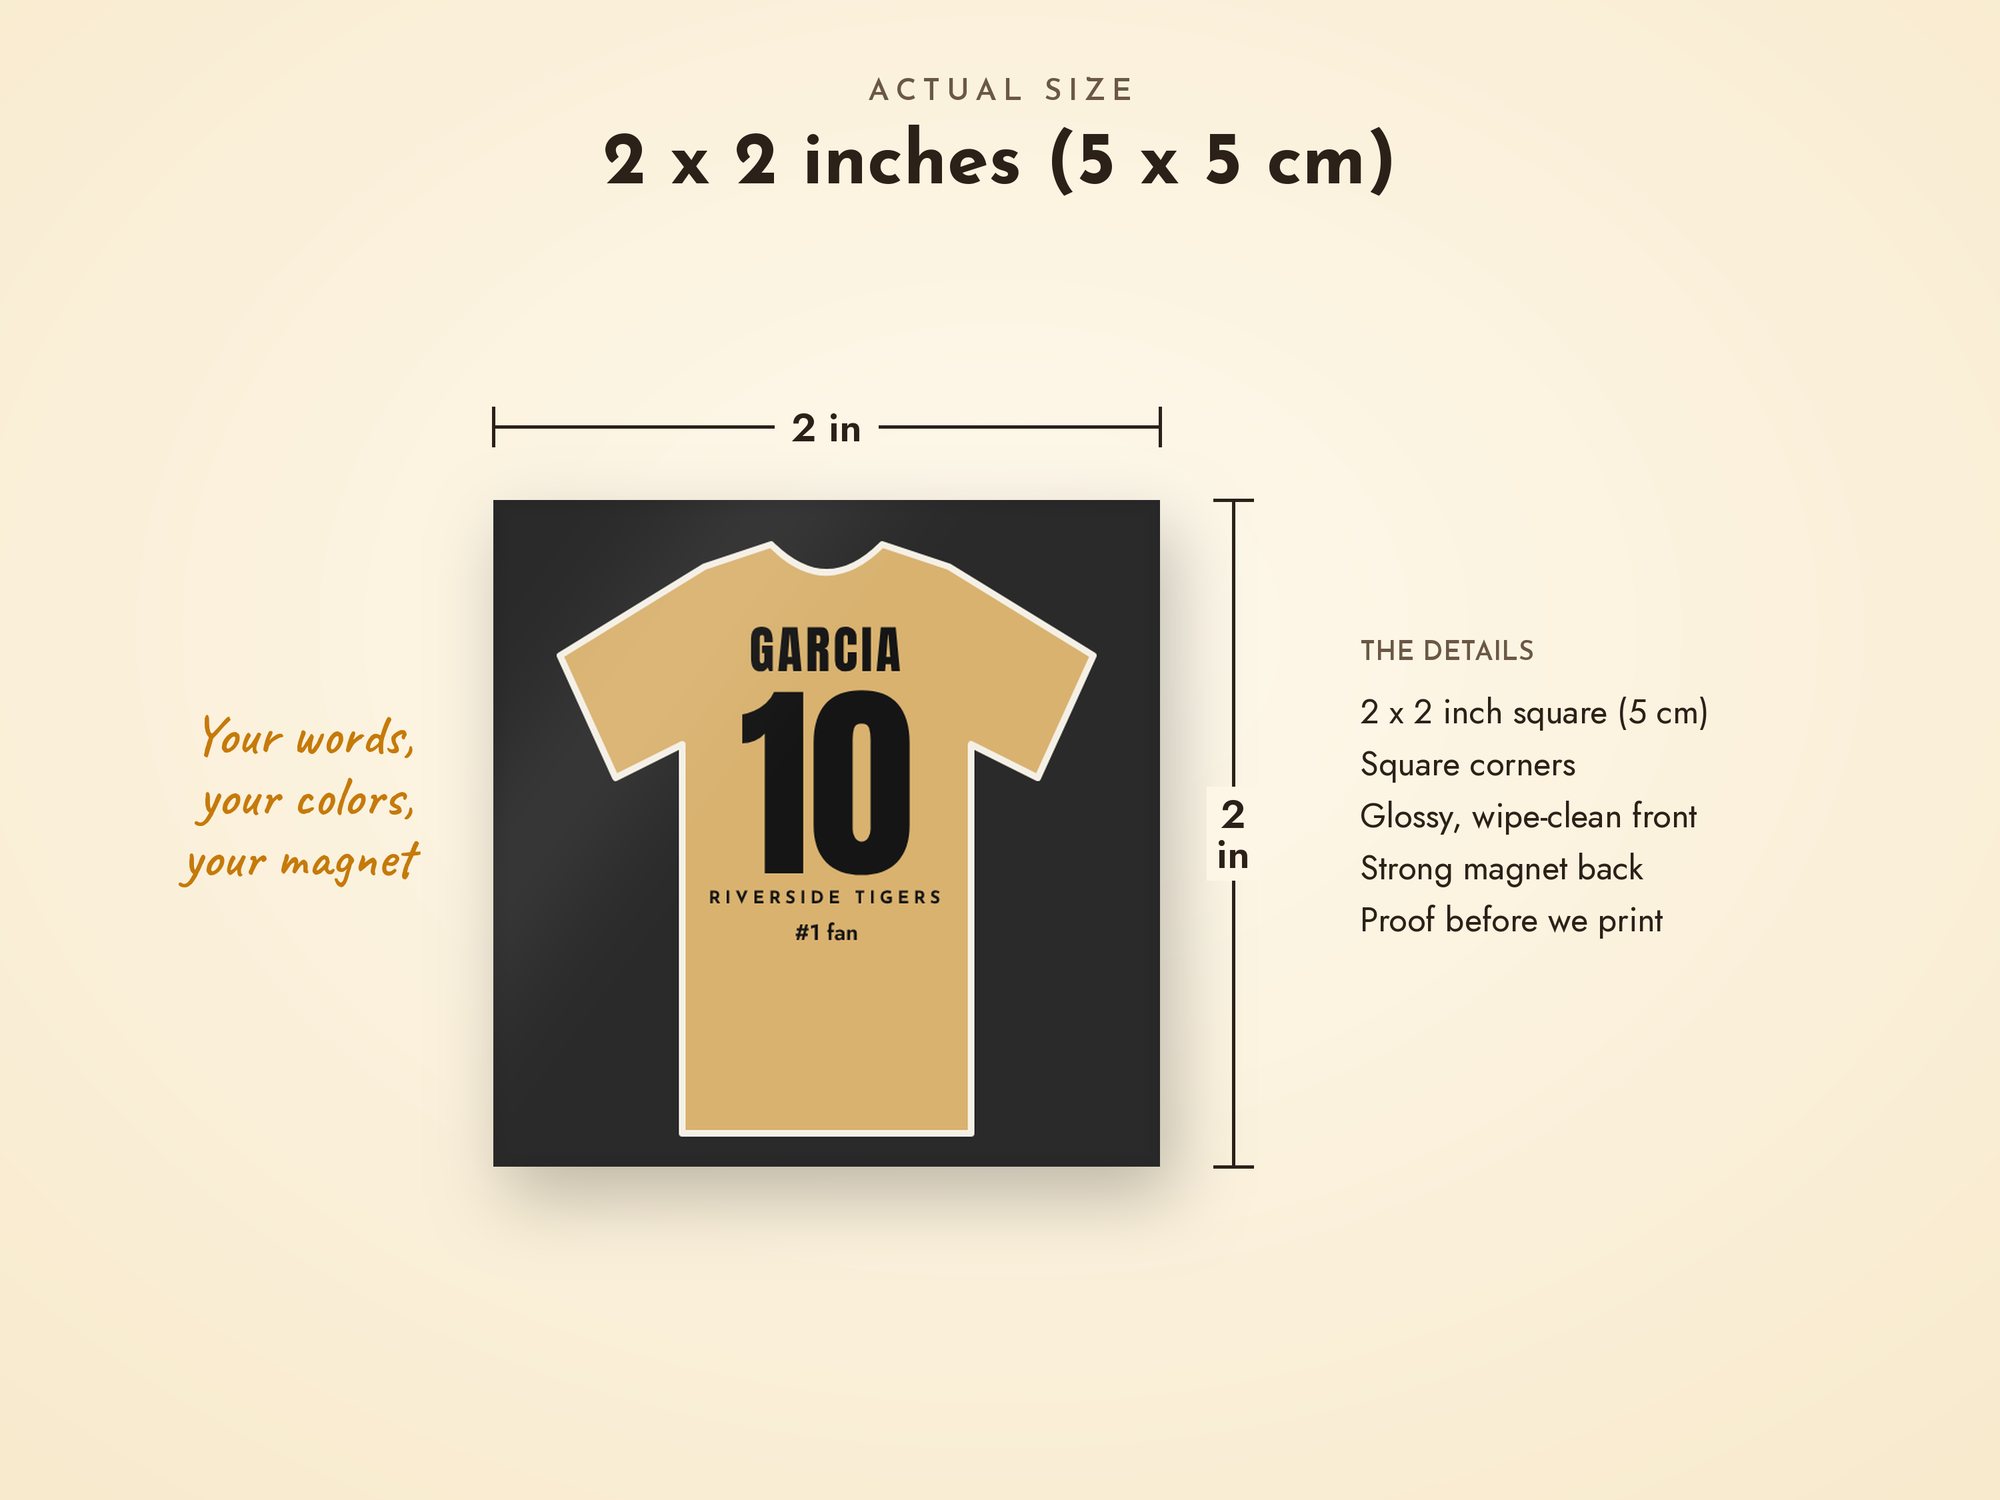 ACTUAL SIZE
2 x 2 inches (5 x 5 cm)
2 in
GARCIA
10
RIVERSIDE TIGERS
#1 fan
2
in
Your words,
your colors,
your magnet
THE DETAILS
2 x 2 inch square (5 cm)
Square corners
Glossy, wipe-clean front
Strong magnet back
Proof before we print